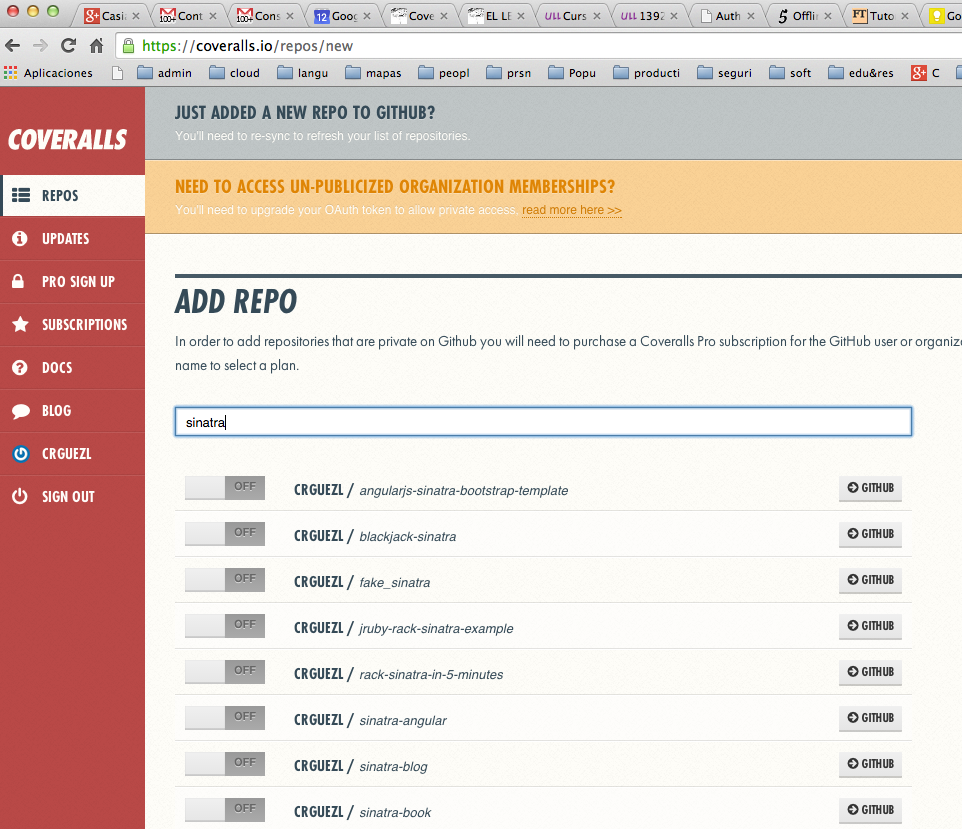 Casi
Cont
Cons
12 Goog
Cove
EL LE
ULL Curs
ULL 1392
Auth
5 Offli
FT Tuto
Go
https://coveralls.io/repos/new
Aplicaciones
admin
cloud
langu
mapas
peopl
prsn
Popu
producti
seguri
soft
edu&res
C
COVERALLS
REPOS
UPDATES
PRO SIGN UP
SUBSCRIPTIONS
DOCS
BLOG
CRGUEZL
SIGN OUT
JUST ADDED A NEW REPO TO GITHUB?
You'll need to re-sync to refresh your list of repositories.
NEED TO ACCESS UN-PUBLICIZED ORGANIZATION MEMBERSHIPS?
You'll need to upgrade your OAuth token to allow private access. read more here >>
ADD REPO
In order to add repositories that are private on Github you will need to purchase a Coveralls Pro subscription for the GitHub user or organiz
name to select a plan.
sinatra
OFF CRGUEZL / angularjs-sinatra-bootstrap-template GITHUB
OFF CRGUEZL / blackjack-sinatra GITHUB
OFF CRGUEZL / fake_sinatra GITHUB
OFF CRGUEZL / jruby-rack-sinatra-example GITHUB
OFF CRGUEZL / rack-sinatra-in-5-minutes GITHUB
OFF CRGUEZL / sinatra-angular GITHUB
OFF CRGUEZL / sinatra-blog GITHUB
OFF CRGUEZL / sinatra-book GITHUB